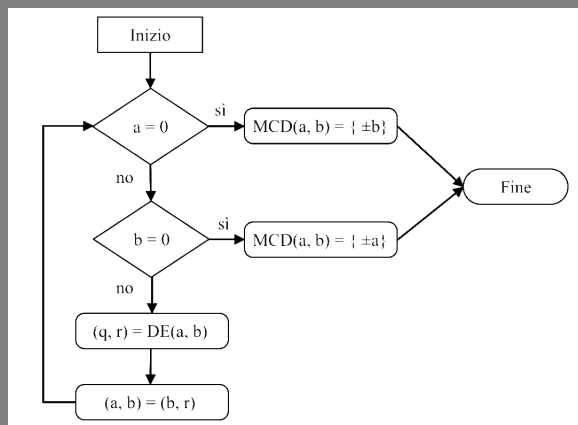 Inizio
a = 0
sì
MCD(a, b) = { ±b}
no
Fine
b = 0
sì
MCD(a, b) = { ±a}
no
(q, r) = DE(a, b)
(a, b) = (b, r)